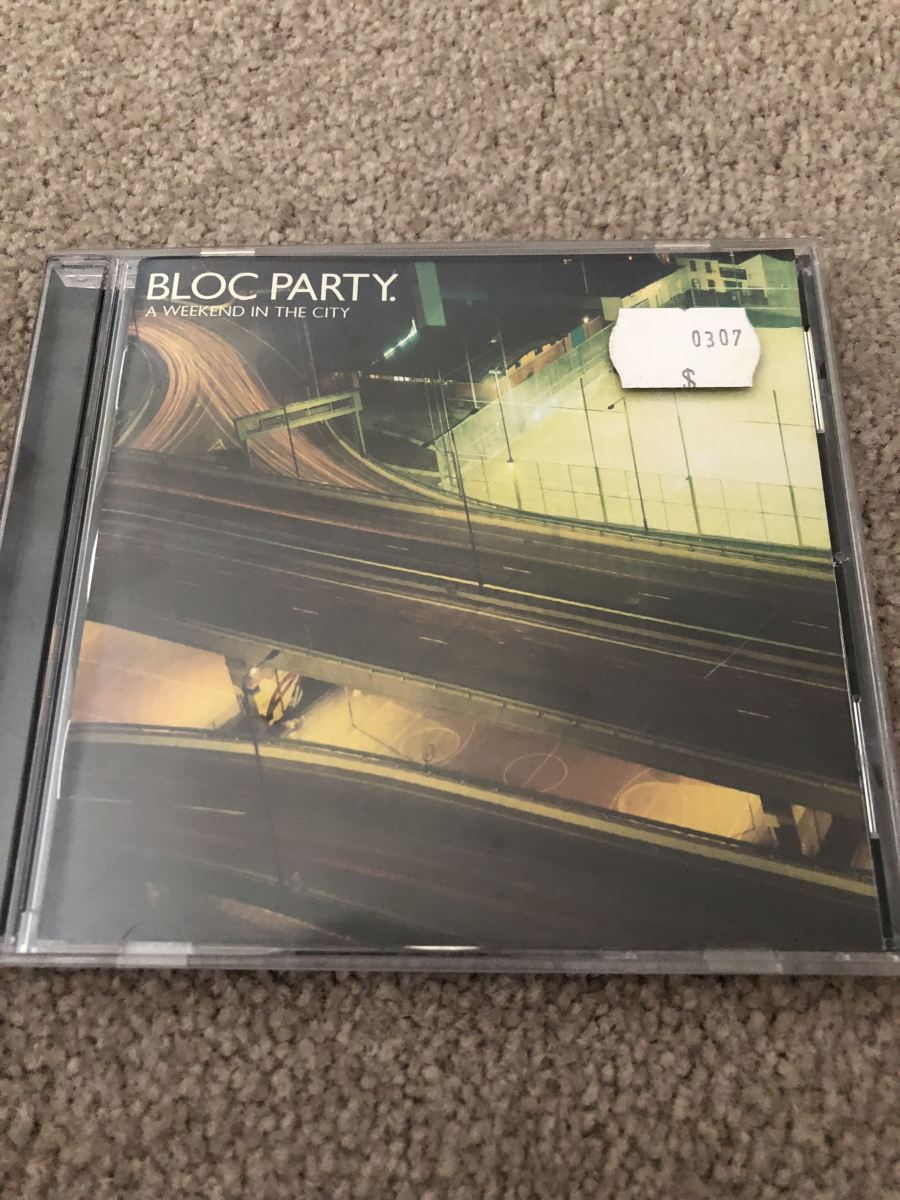 BLOC PARTY.
A WEEKEND IN THE CITY
0307
$